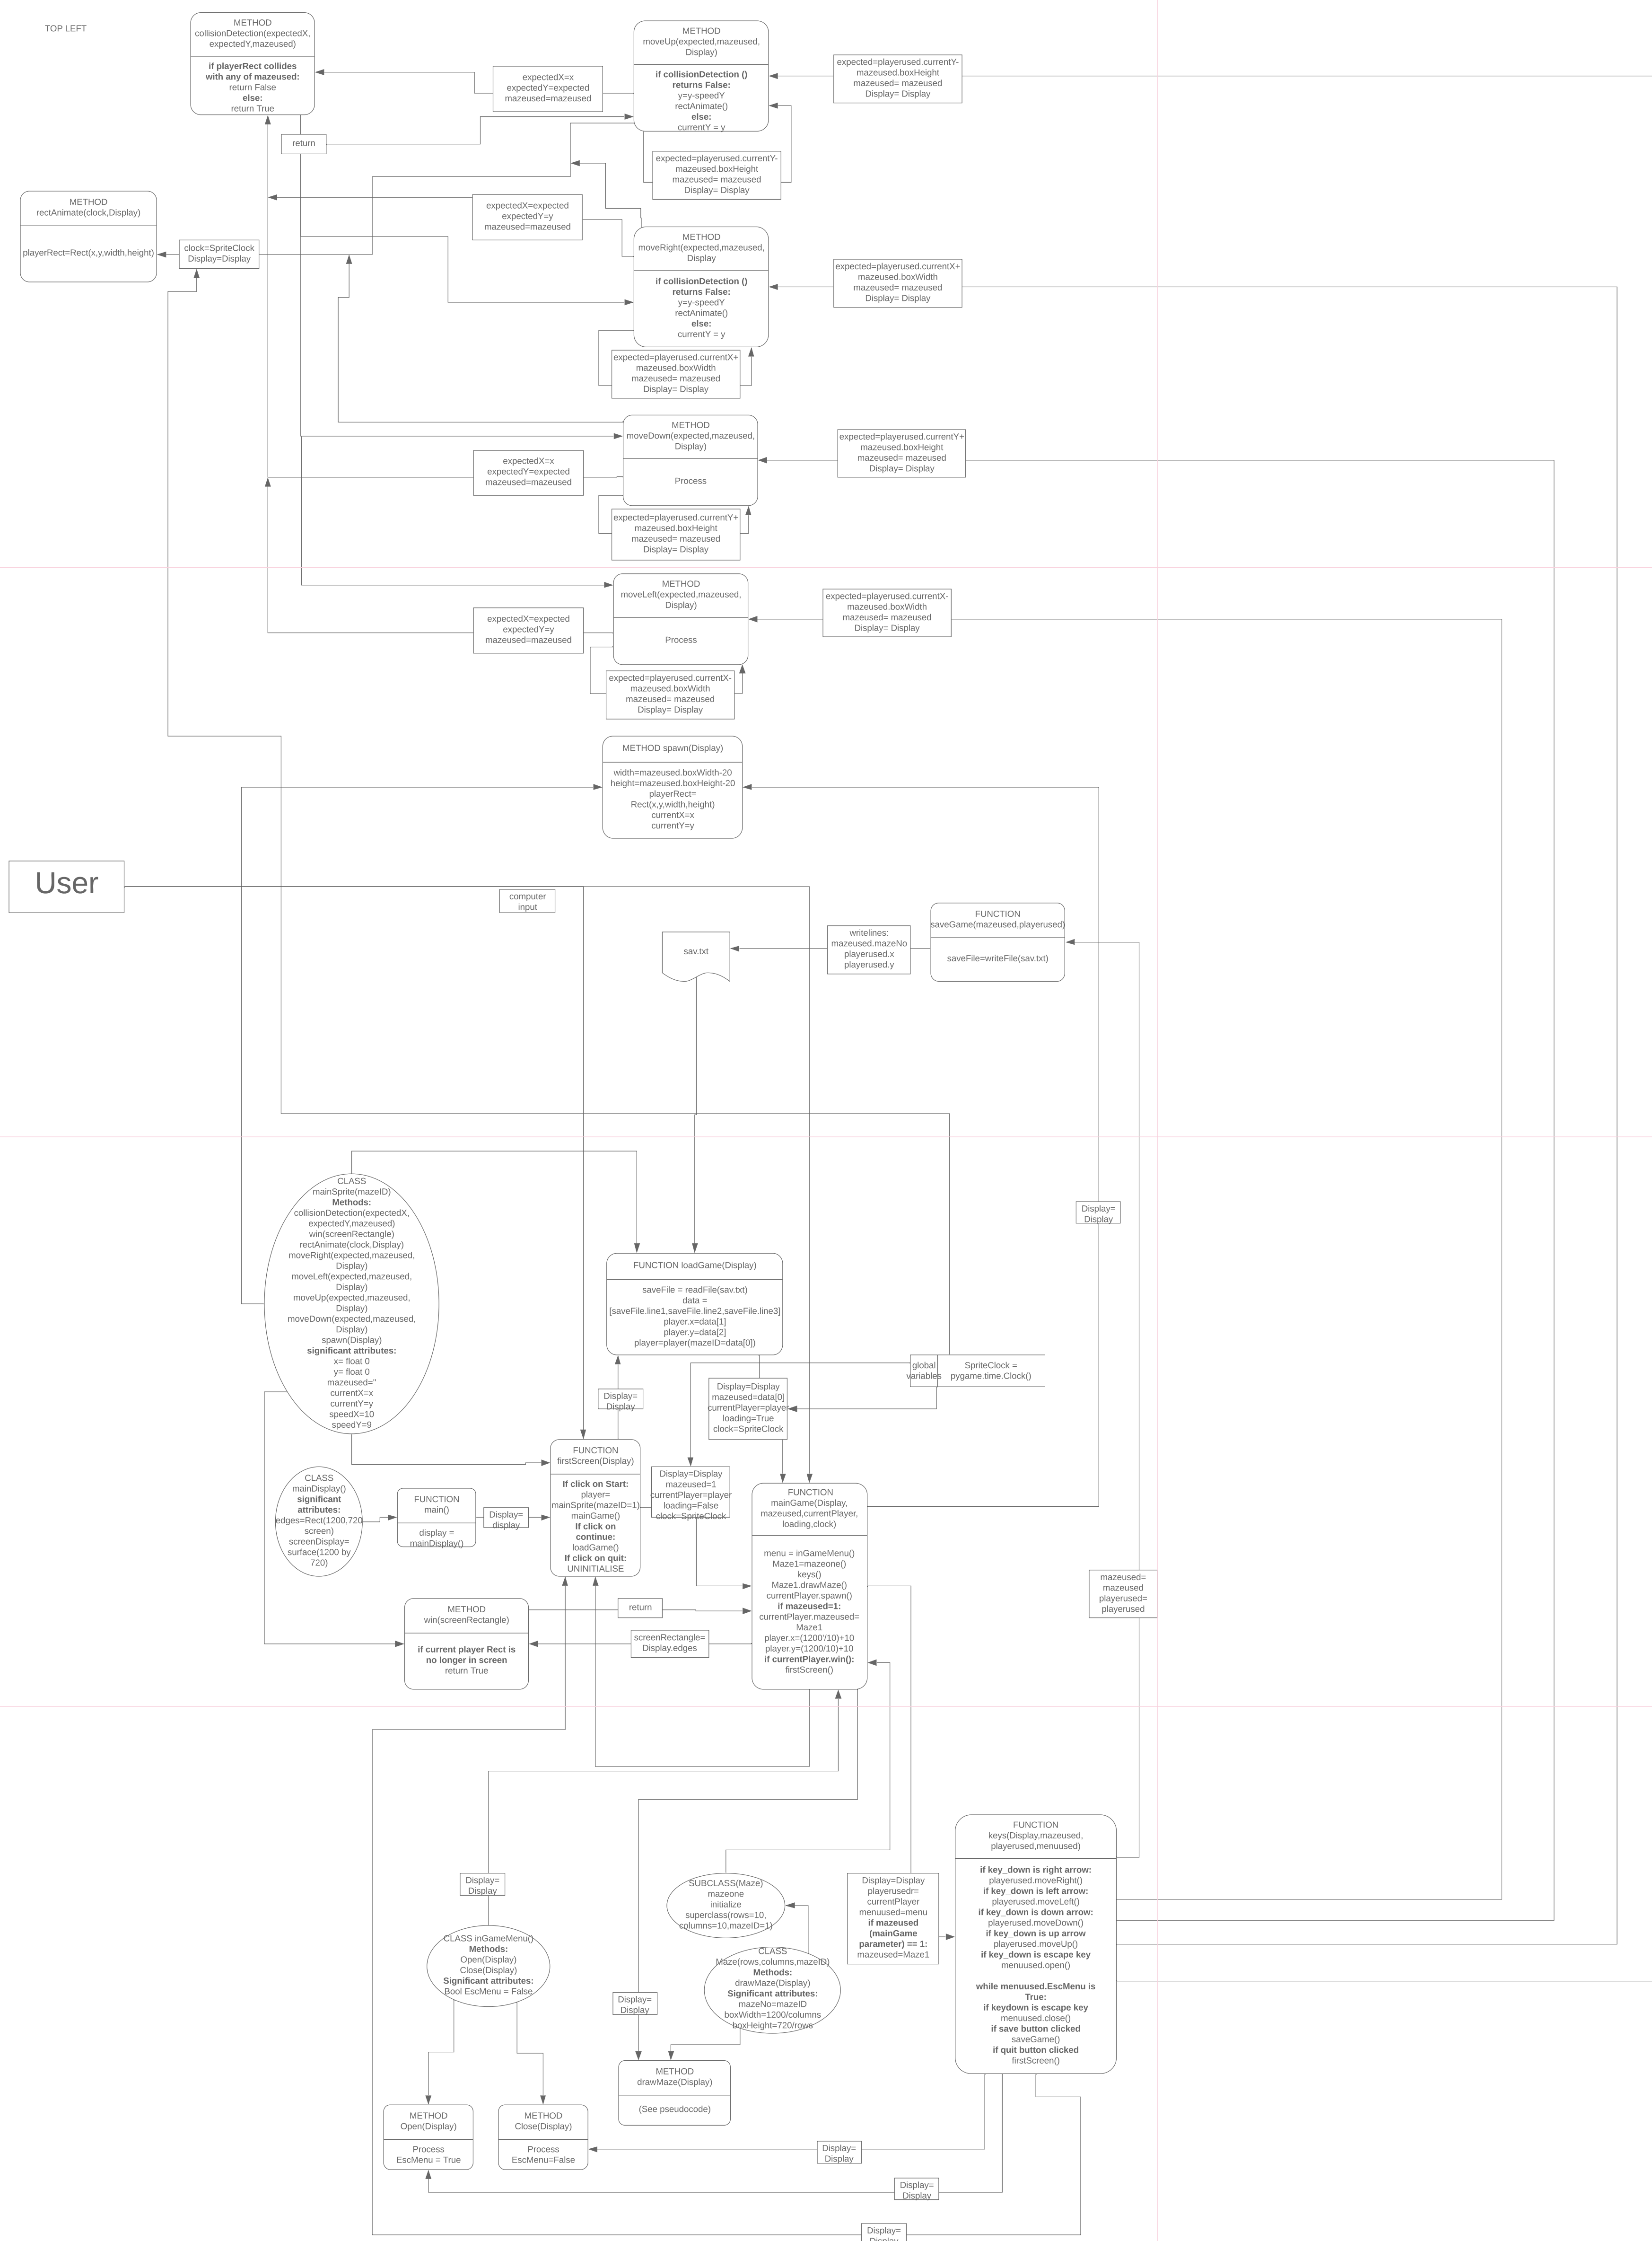 TOP LEFT
METHOD
collisionDetection(expectedX,
expectedY,mazeused)
if playerRect collides
with any of mazeused:
return False
else:
return True
METHOD
moveUp(expected,mazeused,
Display)
if collisionDetection ()
returns False:
y=y-speedY
rectAnimate()
else:
currentY = y
expectedX=x
expectedY=expected
mazeused=mazeused
expected=playerused.currentY-
mazeused.boxHeight
mazeused= mazeused
Display= Display
return
expected=playerused.currentY-
mazeused.boxHeight
mazeused= mazeused
Display= Display
METHOD
rectAnimate(clock,Display)
playerRect=Rect(x,y,width,height)
clock=SpriteClock
Display=Display
expectedX=expected
expectedY=y
mazeused=mazeused
METHOD
moveRight(expected,mazeused,
Display
if collisionDetection ()
returns False:
y=y-speedY
rectAnimate()
else:
currentY = y
expected=playerused.currentX+
mazeused.boxWidth
mazeused= mazeused
Display= Display
expected=playerused.currentX+
mazeused.boxWidth
mazeused= mazeused
Display= Display
METHOD
moveDown(expected,mazeused,
Display)
Process
expectedX=x
expectedY=expected
mazeused=mazeused
expected=playerused.currentY+
mazeused.boxHeight
mazeused= mazeused
Display= Display
expected=playerused.currentY+
mazeused.boxHeight
mazeused= mazeused
Display= Display
METHOD
moveLeft(expected,mazeused,
Display)
Process
expectedX=expected
expectedY=y
mazeused=mazeused
expected=playerused.currentX-
mazeused.boxWidth
mazeused= mazeused
Display= Display
expected=playerused.currentX-
mazeused.boxWidth
mazeused= mazeused
Display= Display
METHOD spawn(Display)
width=mazeused.boxWidth-20
height=mazeused.boxHeight-20
playerRect=
Rect(x,y,width,height)
currentX=x
currentY=y
User
computer
input
sav.txt
writelines:
mazeused.mazeNo
playerused.x
playerused.y
FUNCTION
saveGame(mazeused,playerused)
saveFile=writeFile(sav.txt)
CLASS
mainSprite(mazeID)
Methods:
collisionDetection(expectedX,
expectedY,mazeused)
win(screenRectangle)
rectAnimate(clock,Display)
moveRight(expected,mazeused,
Display)
moveLeft(expected,mazeused,
Display)
moveUp(expected,mazeused,
Display)
moveDown(expected,mazeused,
Display)
spawn(Display)
significant attributes:
x= float 0
y= float 0
mazeused=''
currentX=x
currentY=y
speedX=10
speedY=9
Display=
Display
FUNCTION loadGame(Display)
saveFile = readFile(sav.txt)
data =
[saveFile.line1,saveFile.line2,saveFile.line3]
player.x=data[1]
player.y=data[2]
player=player(mazeID=data[0])
global
variables
SpriteClock =
pygame.time.Clock()
Display=
Display
Display=Display
mazeused=data[0]
currentPlayer=player
loading=True
clock=SpriteClock
CLASS
mainDisplay()
significant
attributes:
edges=Rect(1200,720
screen)
screenDisplay=
surface(1200 by
720)
FUNCTION
main()
display =
mainDisplay()
Display=
display
FUNCTION
firstScreen(Display)
If click on Start:
player=
mainSprite(mazeID=1)
mainGame()
If click on
continue:
loadGame()
If click on quit:
UNINITIALISE
Display=Display
mazeused=1
currentPlayer=player
loading=False
clock=SpriteClock
FUNCTION
mainGame(Display,
mazeused,currentPlayer,
loading,clock)
menu = inGameMenu()
Maze1=mazeone()
keys()
Maze1.drawMaze()
currentPlayer.spawn()
if mazeused=1:
currentPlayer.mazeused=
Maze1
player.x=(1200'/10)+10
player.y=(1200/10)+10
if currentPlayer.win():
firstScreen()
mazeused=
mazeused
playerused=
playerused
METHOD
win(screenRectangle)
if current player Rect is
no longer in screen
return True
return
screenRectangle=
Display.edges
Display=
Display
CLASS inGameMenu()
Methods:
Open(Display)
Close(Display)
Significant attributes:
Bool EscMenu = False
SUBCLASS(Maze)
mazeone
initialize
superclass(rows=10,
columns=10,mazeID=1)
CLASS
Maze(rows,columns,mazeID)
Methods:
drawMaze(Display)
Significant attributes:
mazeNo=mazeID
boxWidth=1200/columns
boxHeight=720/rows
Display=Display
playerusedr=
currentPlayer
menuused=menu
if mazeused
(mainGame
parameter) == 1:
mazeused=Maze1
FUNCTION
keys(Display,mazeused,
playerused,menuused)
if key_down is right arrow:
playerused.moveRight()
if key_down is left arrow:
playerused.moveLeft()
if key_down is down arrow:
playerused.moveDown()
if key_down is up arrow
playerused.moveUp()
if key_down is escape key
menuused.open()
while menuused.EscMenu is
True:
if keydown is escape key
menuused.close()
if save button clicked
saveGame()
if quit button clicked
firstScreen()
Display=
Display
METHOD
drawMaze(Display)
(See pseudocode)
METHOD
Open(Display)
Process
EscMenu = True
METHOD
Close(Display)
Process
EscMenu=False
Display=
Display
Display=
Display
Display=
Display